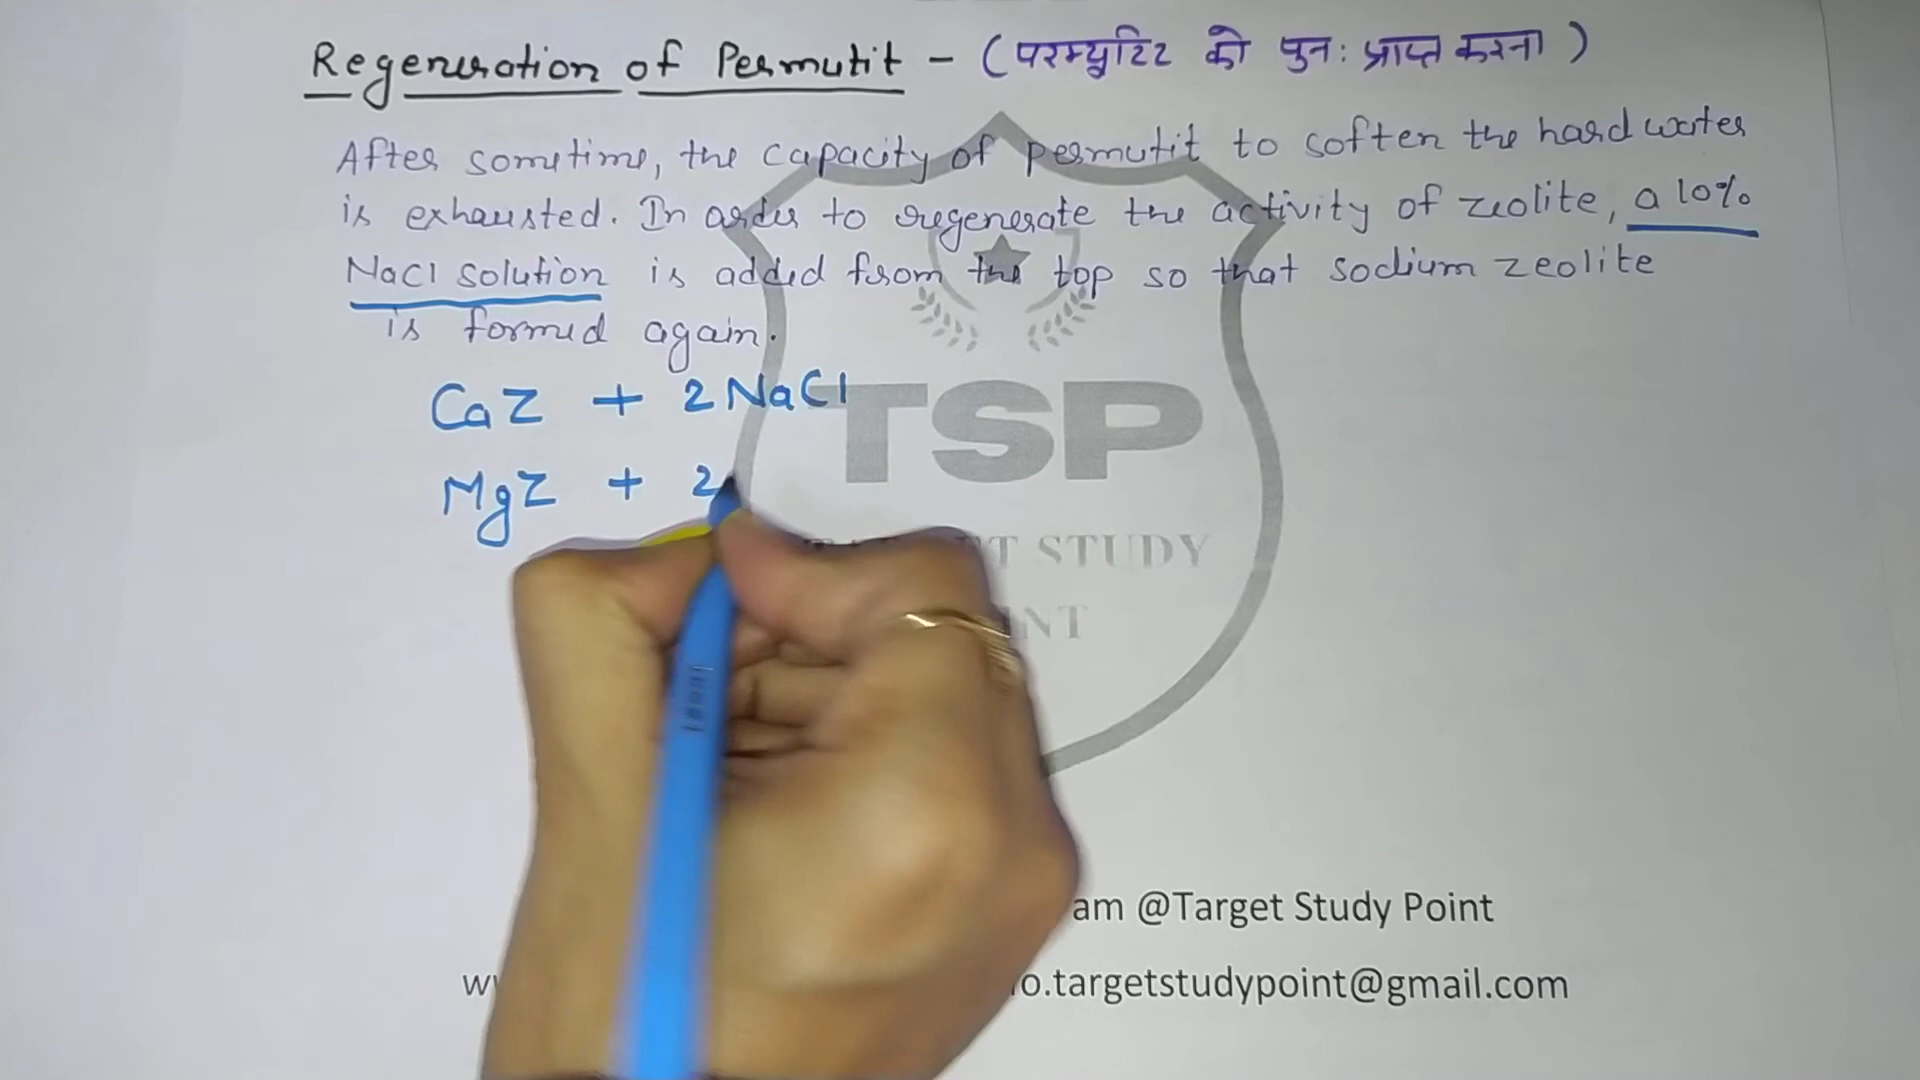 Regeneration of Permutit - (परम्यूटिट को पुनः प्राप्त करना)
After sometime, the capacity of permutit to soften the hard water
is exhausted. In order to regenerate the activity of zeolite, a 10%
NaCl solution is added from the top so that sodium zeolite
is formed again.
CaZ + 2NaCl
MgZ + 2
TSP
STUDY
am @Target Study Point
o.targetstudypoint@gmail.com